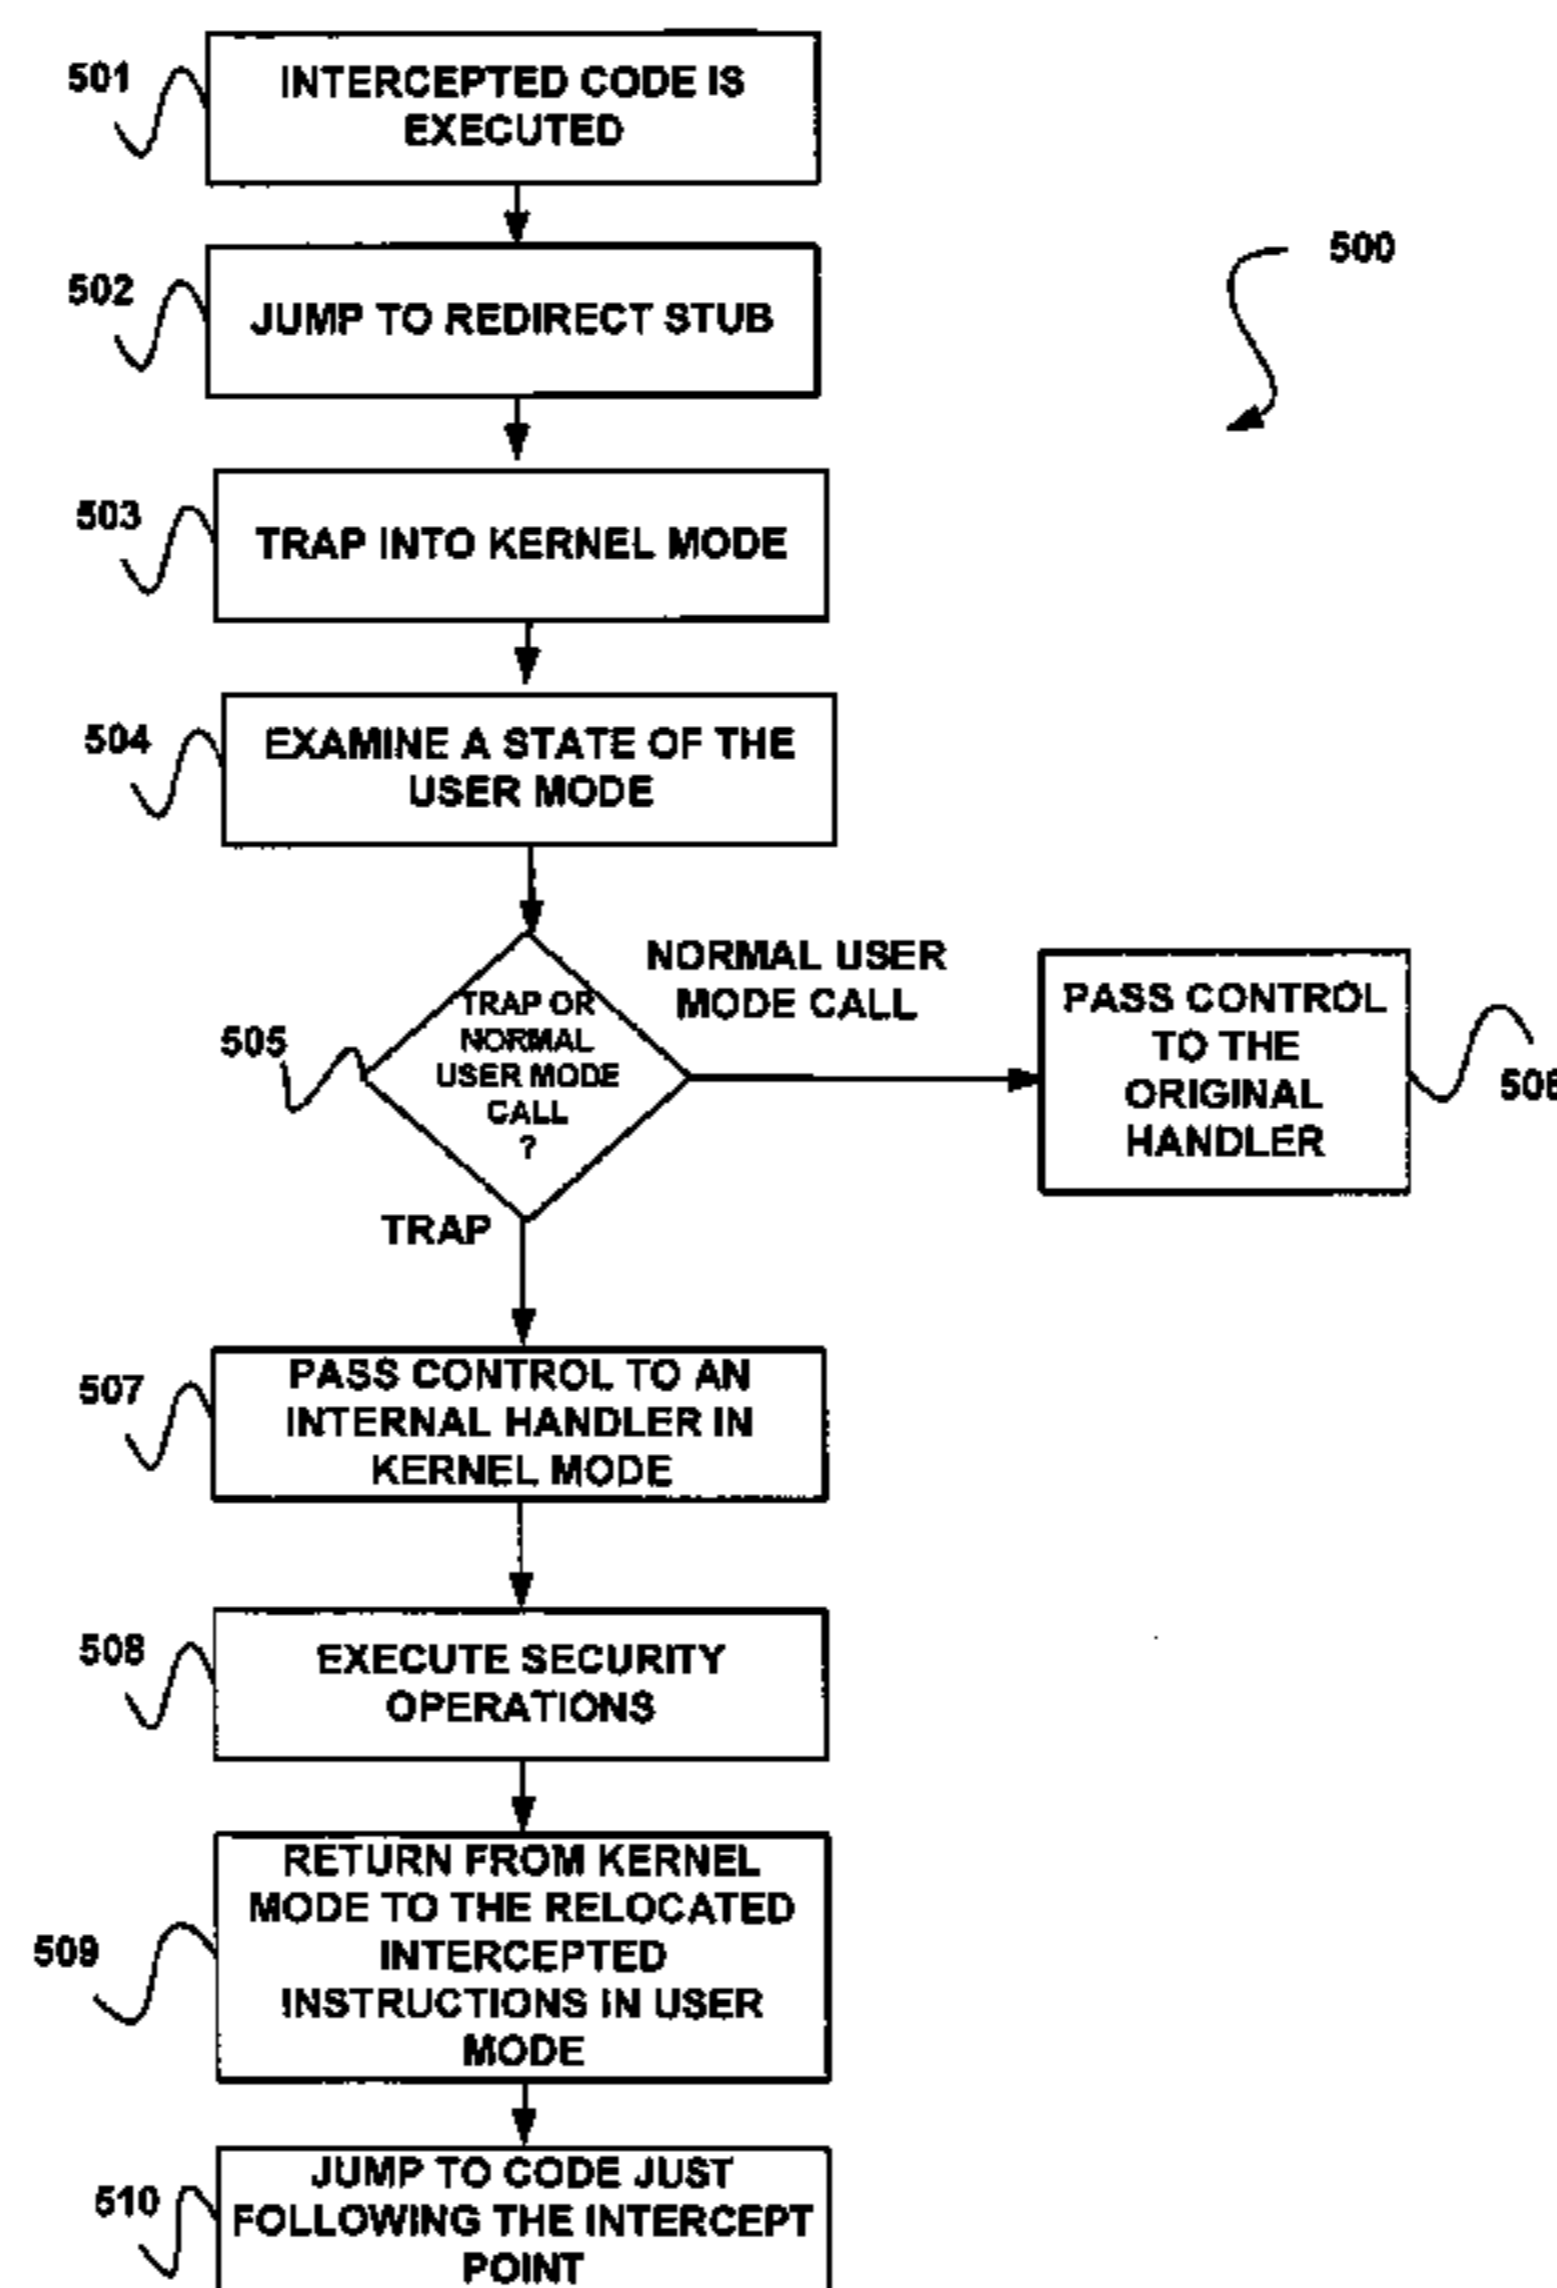 501
INTERCEPTED CODE IS
EXECUTED
502
JUMP TO REDIRECT STUB
500
503
TRAP INTO KERNEL MODE
504
EXAMINE A STATE OF THE
USER MODE
505
TRAP OR
NORMAL
USER MODE
CALL
?
NORMAL USER
MODE CALL
PASS CONTROL
TO THE
ORIGINAL
HANDLER
506
TRAP
507
PASS CONTROL TO AN
INTERNAL HANDLER IN
KERNEL MODE
508
EXECUTE SECURITY
OPERATIONS
509
RETURN FROM KERNEL
MODE TO THE RELOCATED
INTERCEPTED
INSTRUCTIONS IN USER
MODE
510
JUMP TO CODE JUST
FOLLOWING THE INTERCEPT
POINT